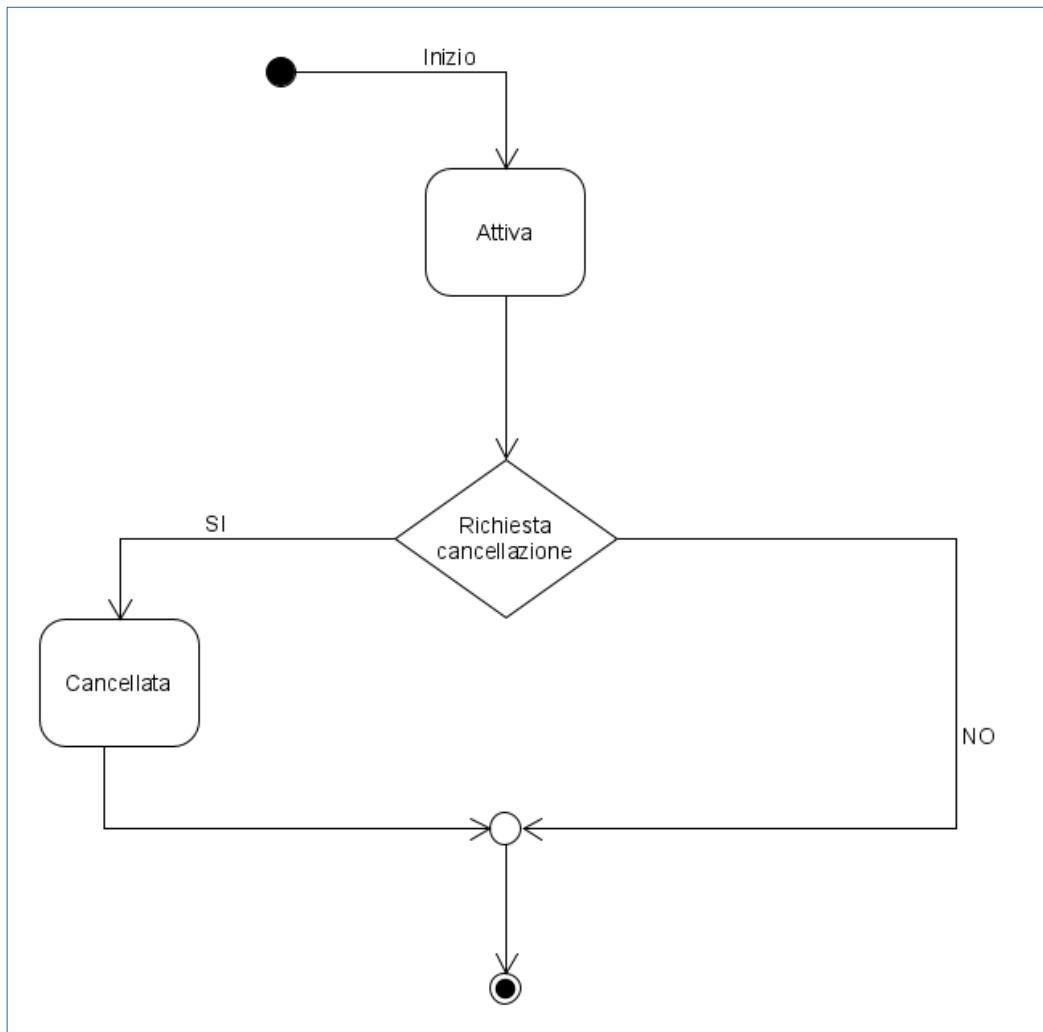 Inizio
Attiva
SI
Richiesta
cancellazione
Cancellata
NO